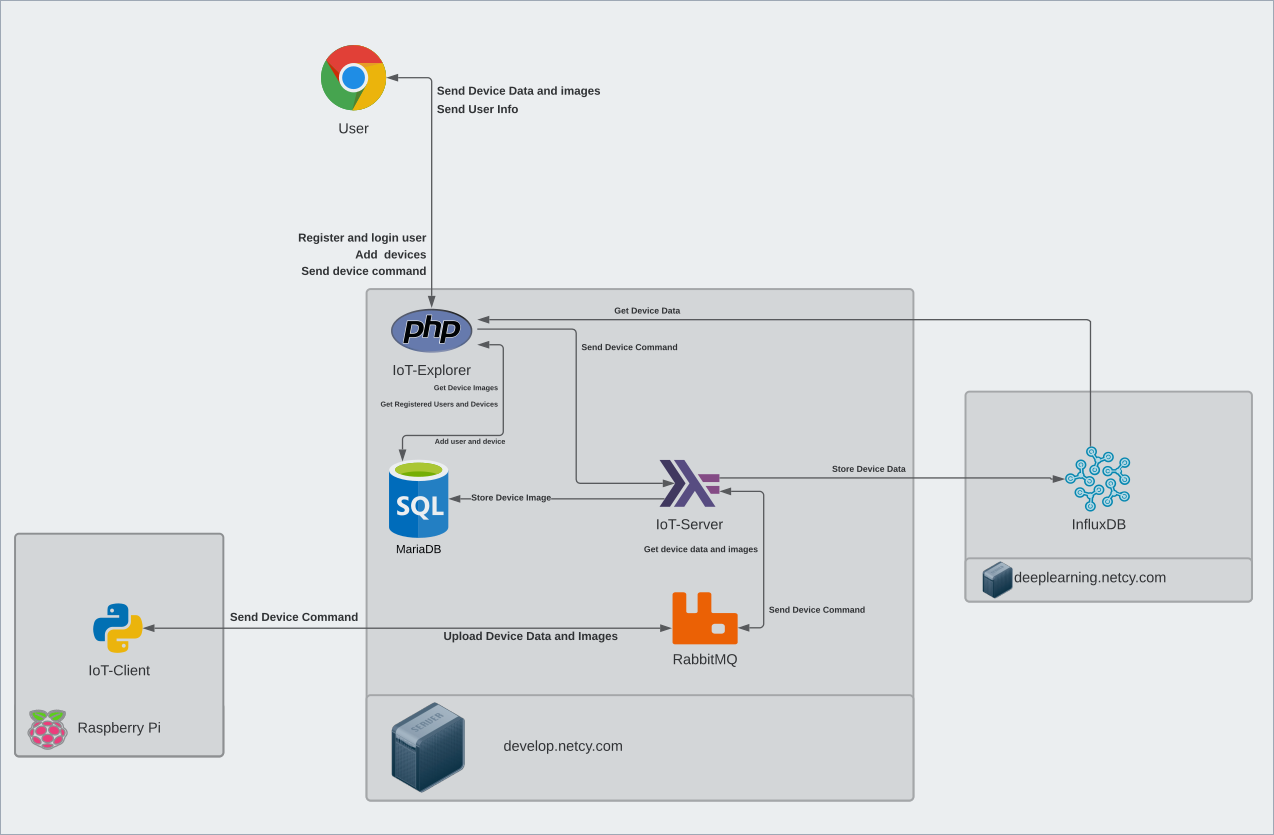 Send Device Data and images
Send User Info
User
Register and login user
Add devices
Send device command
php
Get Device Data
Send Device Command
IoT-Explorer
Get Device Images
Get Registered Users and Devices
Add user and device
SQL
MariaDB
Store Device Image
Store Device Data
IoT-Server
InfluxDB
Get device data and images
deeplearning.netcy.com
Send Device Command
Send Device Command
Upload Device Data and Images
IoT-Client
RabbitMQ
Raspberry Pi
SERVER
develop.netcy.com